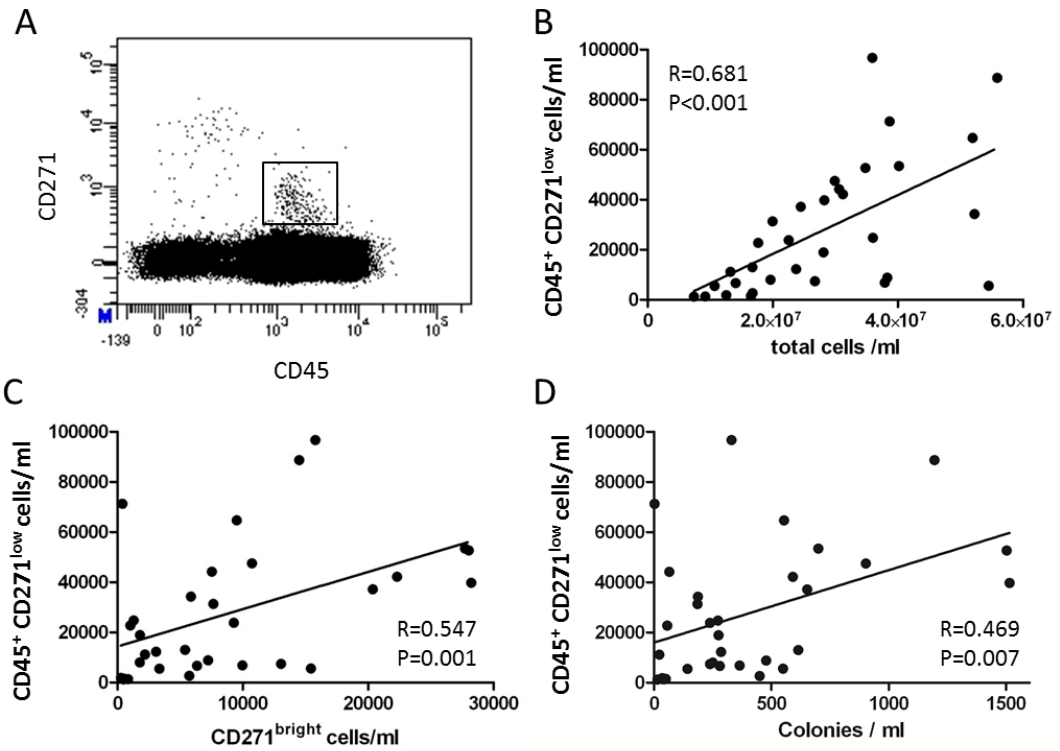 A
CD271
10^5
10^4
10^3
0
-304
M
-139
0
10^2
10^3
10^4
10^5
CD45
B
CD45+ CD271low cells/ml
100000
80000
60000
40000
20000
0
R=0.681
P<0.001
0
2.0×10^7
4.0×10^7
6.0×10^7
total cells /ml
C
CD45+ CD271low cells/ml
100000
80000
60000
40000
20000
0
R=0.547
P=0.001
0
10000
20000
30000
CD271bright cells/ml
D
CD45+ CD271low cells/ml
100000
80000
60000
40000
20000
0
R=0.469
P=0.007
0
500
1000
1500
Colonies / ml